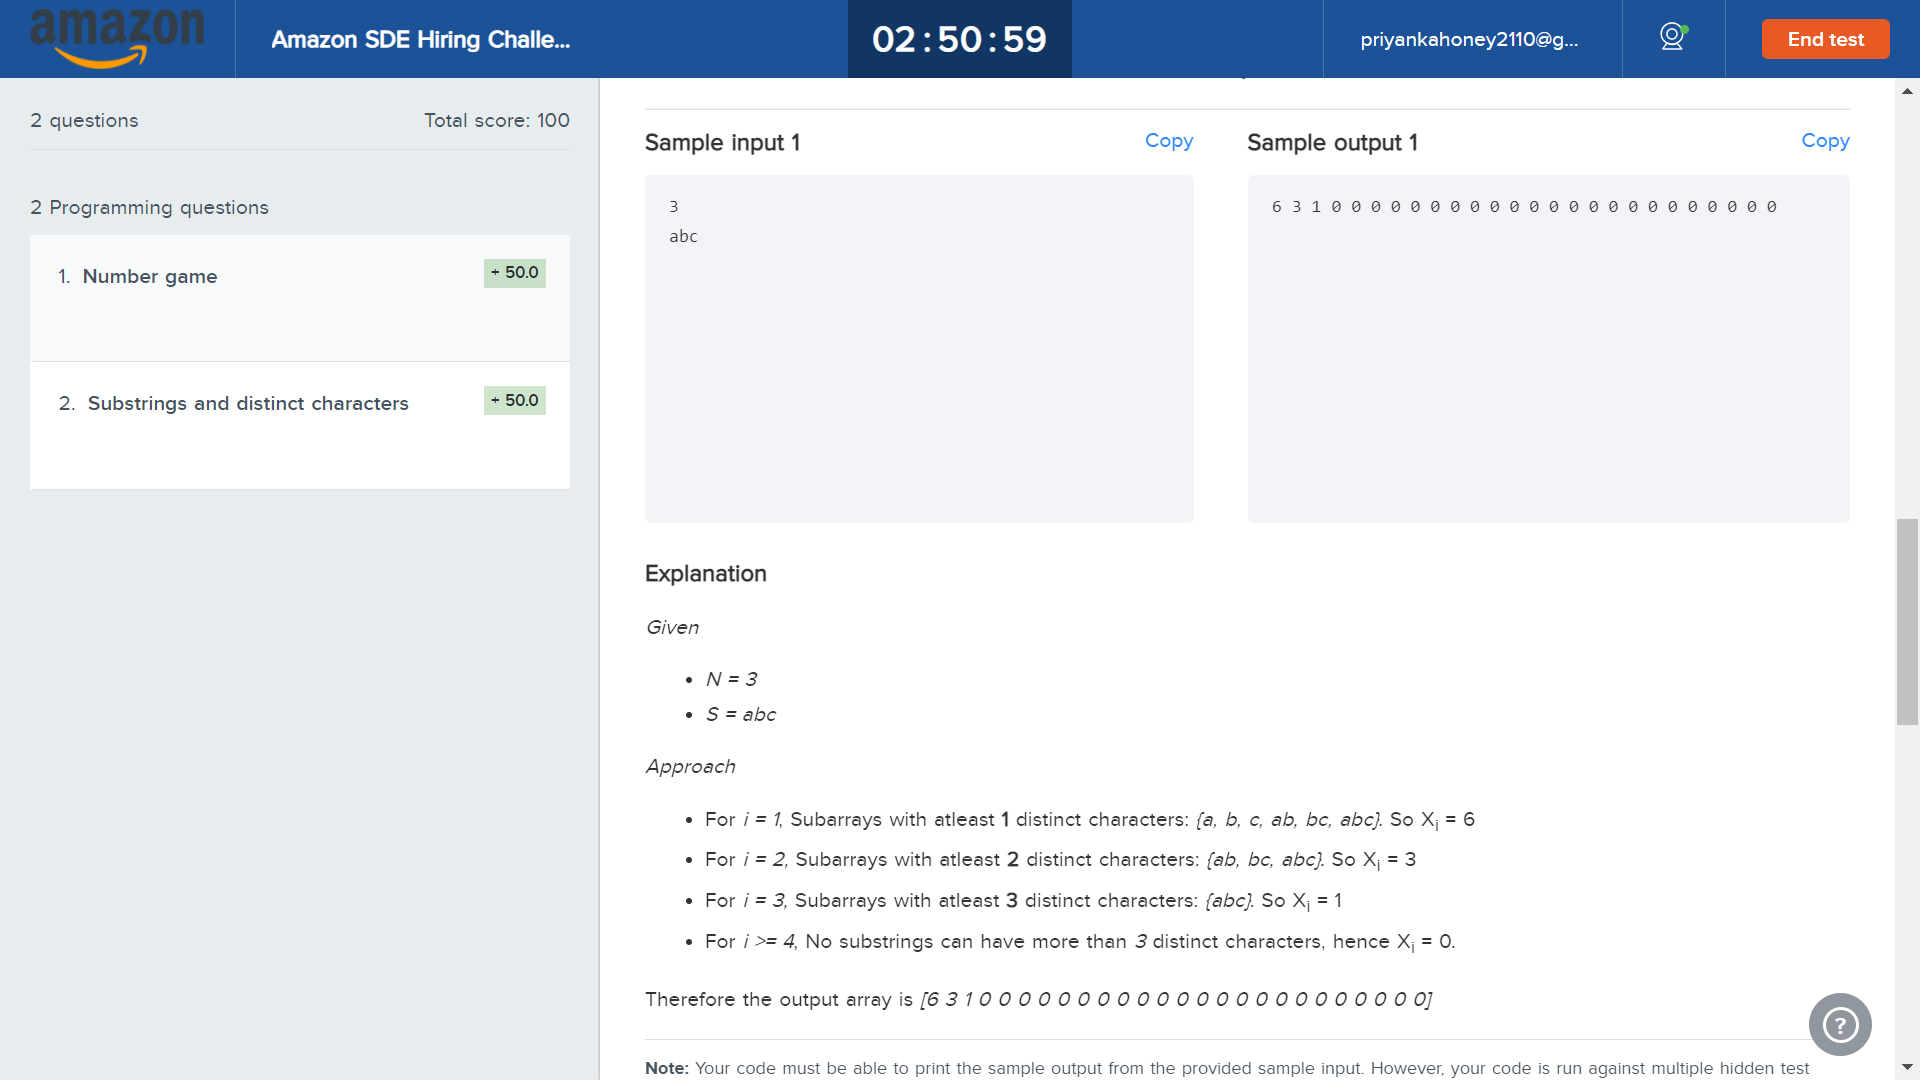 amazon
Amazon SDE Hiring Challe...
02:50:59
priyankahoney2110@g...
End test
2 questions
Total score: 100
2 Programming questions
1. Number game
+ 50.0
2. Substrings and distinct characters
+ 50.0
Sample input 1
Copy
3
abc
Sample output 1
Copy
6 3 1 0 0 0 0 0 0 0 0 0 0 0 0 0 0 0 0 0 0 0 0 0 0 0
Explanation
Given
• N = 3
• S = abc
Approach
• For i = 1, Subarrays with atleast 1 distinct characters: {a, b, c, ab, bc, abc}. So Xi = 6
• For i = 2, Subarrays with atleast 2 distinct characters: {ab, bc, abc}. So Xi = 3
• For i = 3, Subarrays with atleast 3 distinct characters: {abc}. So Xi = 1
• For i >= 4, No substrings can have more than 3 distinct characters, hence Xi = 0.
Therefore the output array is [6 3 1 0 0 0 0 0 0 0 0 0 0 0 0 0 0 0 0 0 0 0 0 0 0 0]
?
Note: Your code must be able to print the sample output from the provided sample input. However, your code is run against multiple hidden test